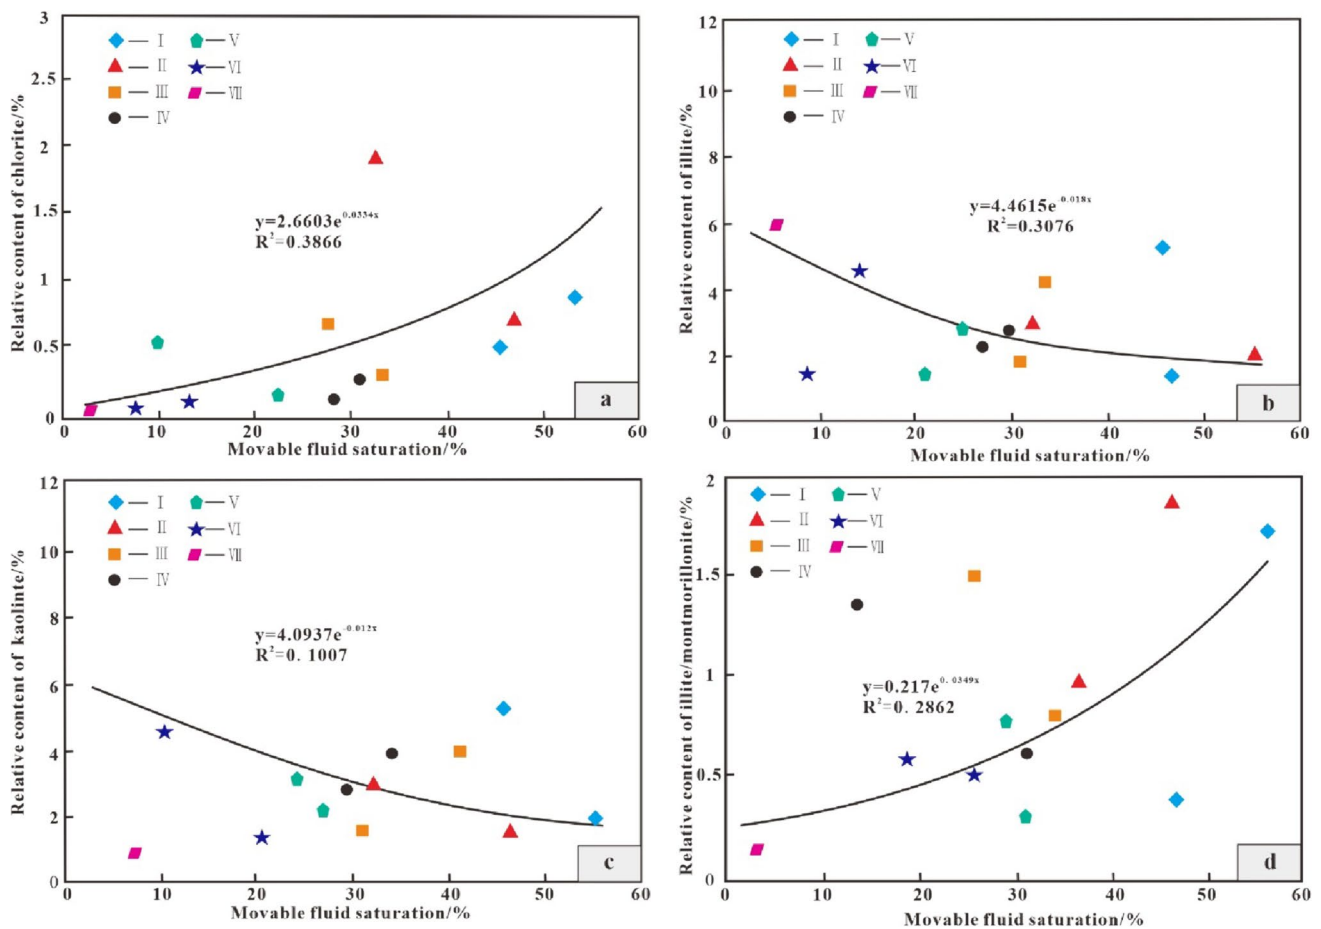 3
2.5
2
1.5
1
0.5
0
0
10
20
30
40
50
60
Relative content of chlorite/%
Movable fluid saturation/%
I
II
III
IV
V
VI
VII
y=2.6603e^0.0334x
R²=0.3866
a
12
10
8
6
4
2
0
0
10
20
30
40
50
60
Relative content of illite/%
Movable fluid saturation/%
I
II
III
IV
V
VI
VII
y=4.4615e^-0.018x
R²=0.3076
b
12
10
8
6
4
2
0
0
10
20
30
40
50
60
Relative content of kaolinte/%
Movable fluid saturation/%
I
II
III
IV
V
VI
VII
y=4.0937e^-0.012x
R²=0.1007
c
2
1.5
1
0.5
0
0
10
20
30
40
50
60
Relative content of illite/montmorillonite/%
Movable fluid saturation/%
I
II
III
IV
V
VI
VII
y=0.217e^0.0349x
R²=0.2862
d